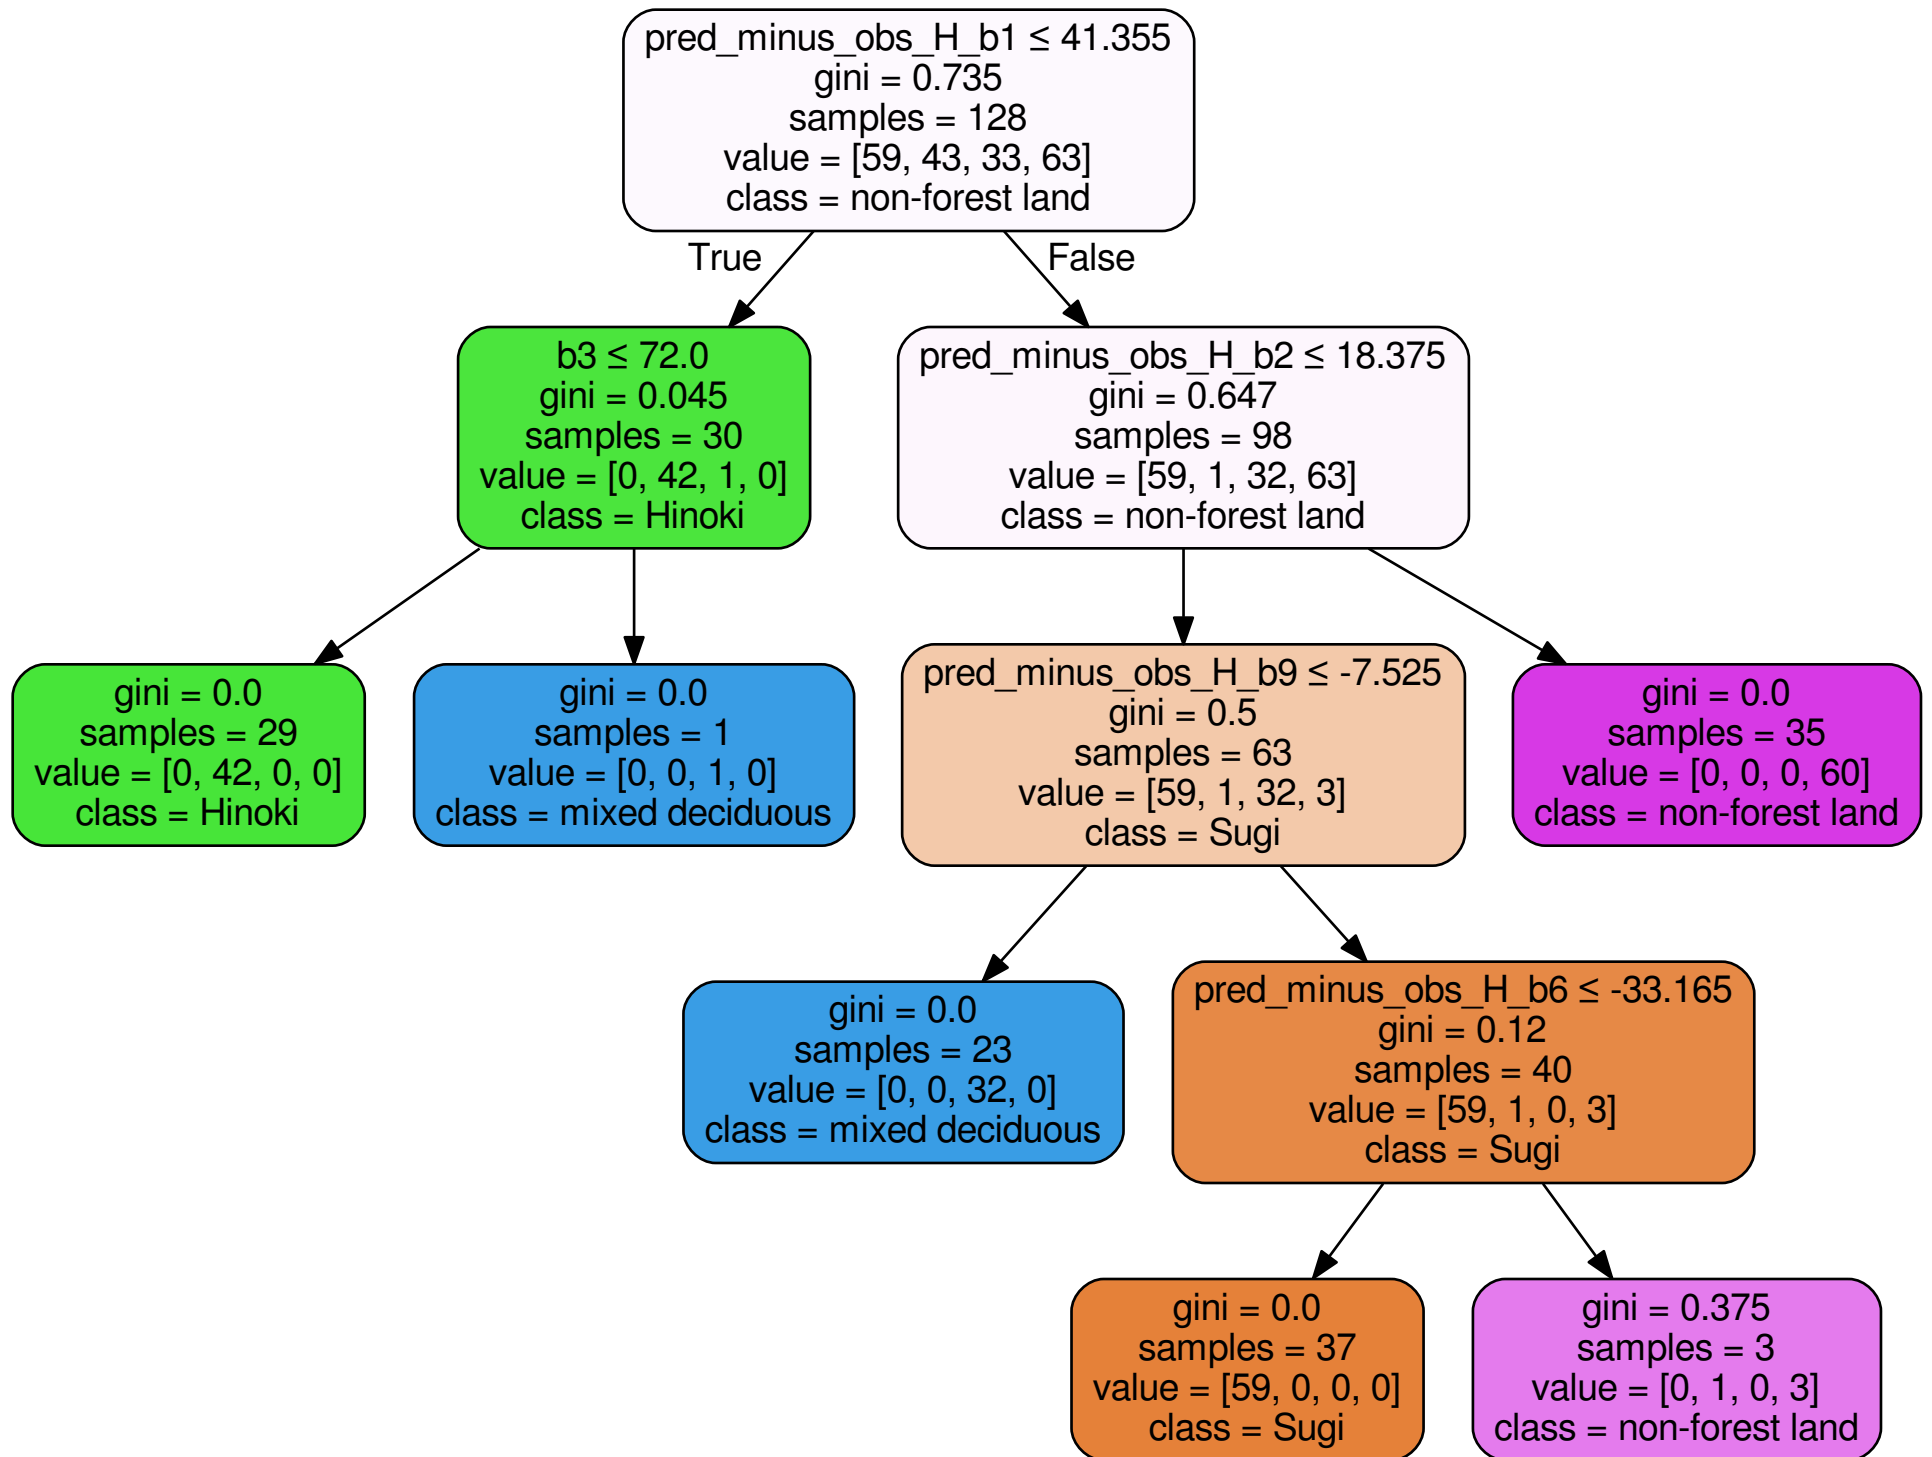 pred_minus_obs_H_b1 ≤ 41.355
gini = 0.735
samples = 128
value = [59, 43, 33, 63]
class = non-forest land
True
False
b3 ≤ 72.0
gini = 0.045
samples = 30
value = [0, 42, 1, 0]
class = Hinoki
pred_minus_obs_H_b2 ≤ 18.375
gini = 0.647
samples = 98
value = [59, 1, 32, 63]
class = non-forest land
gini = 0.0
samples = 29
value = [0, 42, 0, 0]
class = Hinoki
gini = 0.0
samples = 1
value = [0, 0, 1, 0]
class = mixed deciduous
pred_minus_obs_H_b9 ≤ -7.525
gini = 0.5
samples = 63
value = [59, 1, 32, 3]
class = Sugi
gini = 0.0
samples = 35
value = [0, 0, 0, 60]
class = non-forest land
gini = 0.0
samples = 23
value = [0, 0, 32, 0]
class = mixed deciduous
pred_minus_obs_H_b6 ≤ -33.165
gini = 0.12
samples = 40
value = [59, 1, 0, 3]
class = Sugi
gini = 0.0
samples = 37
value = [59, 0, 0, 0]
class = Sugi
gini = 0.375
samples = 3
value = [0, 1, 0, 3]
class = non-forest land